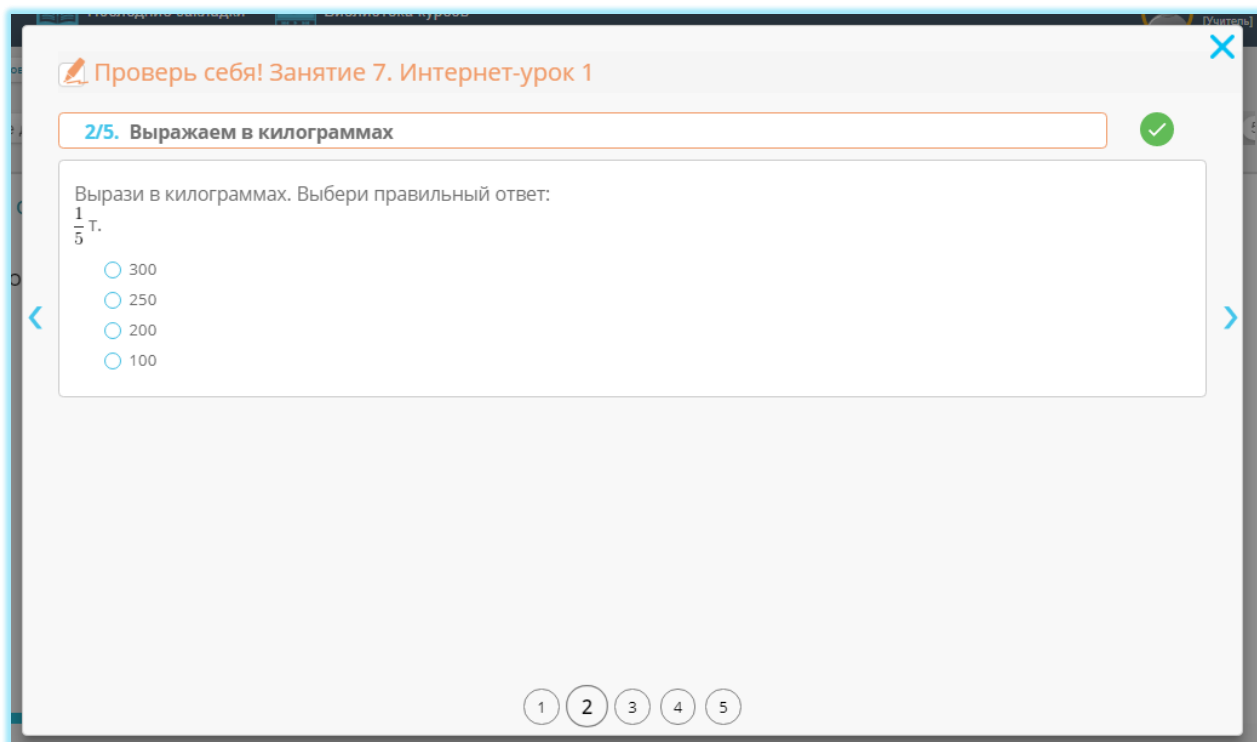 [Учитель]
Проверь себя! Занятие 7. Интернет-урок 1
2/5. Выражаем в килограммах
Вырази в килограммах. Выбери правильный ответ:
1/5 т.
300
250
200
100
1 2 3 4 5